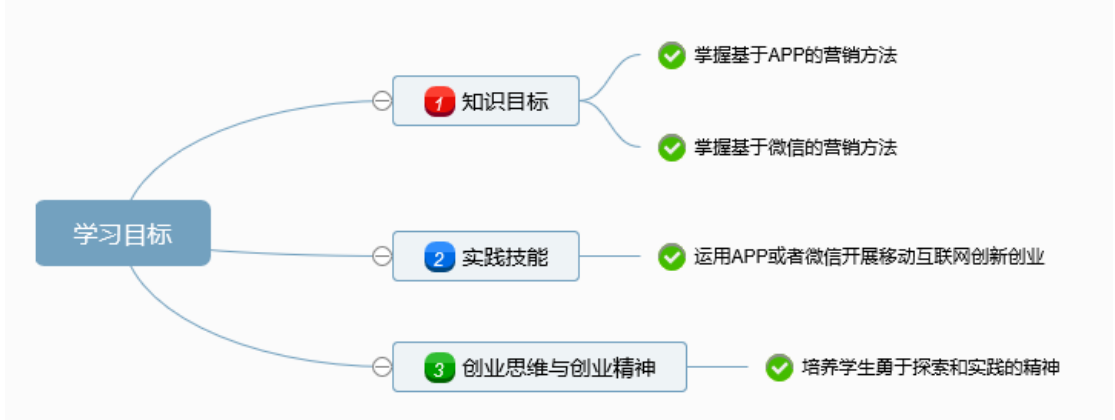 学习目标
1 知识目标
掌握基于APP的营销方法
掌握基于微信的营销方法
2 实践技能
运用APP或者微信开展移动互联网创新创业
3 创业思维与创业精神
培养学生勇于探索和实践的精神